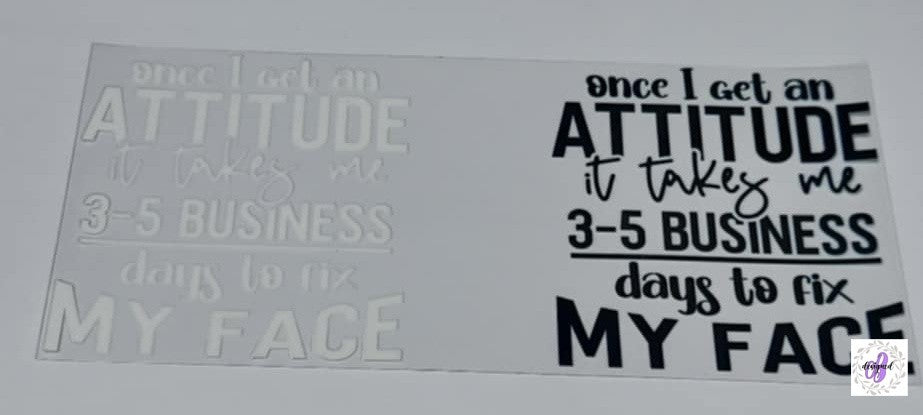 once I Get an
ATTITUDE
it takes me
3-5 BUSINESS
days to fix
MY FACE
once I Get an
ATTITUDE
it takes me
3-5 BUSINESS
days to fix
MY FACE
designed